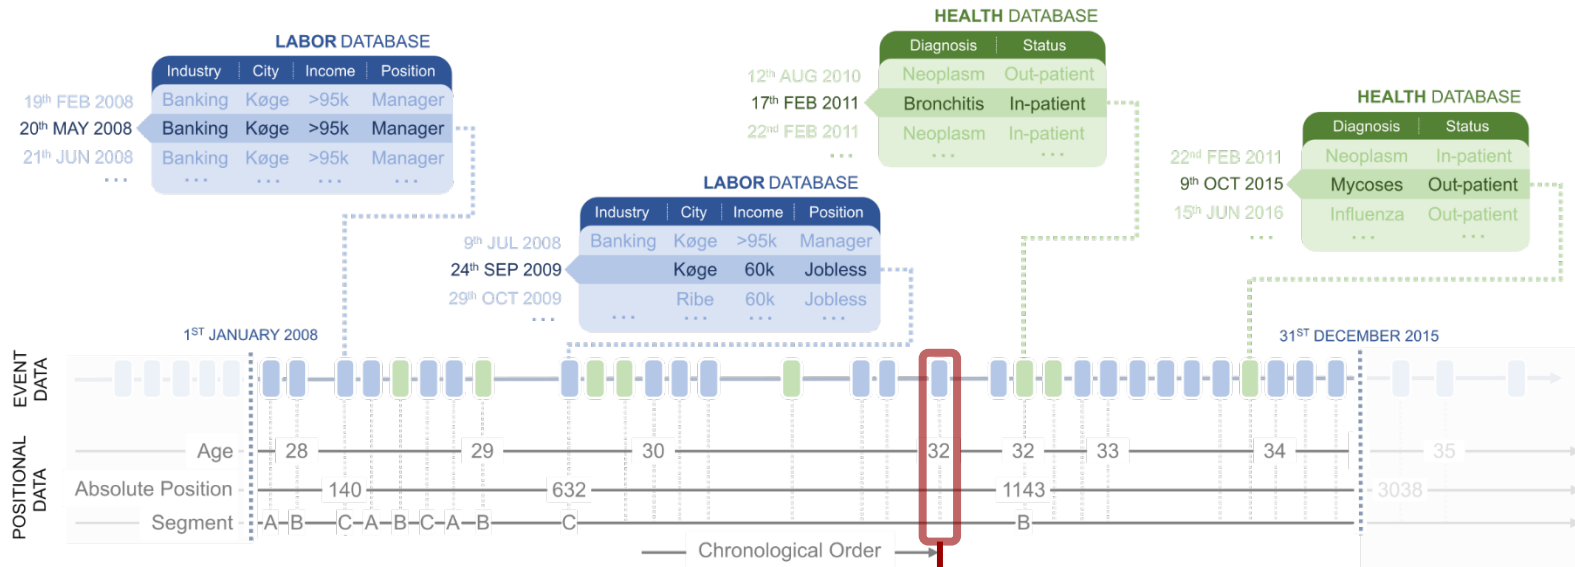 HEALTH DATABASE
Diagnosis Status
12th AUG 2010 Neoplasm Out-patient
17th FEB 2011 Bronchitis In-patient
22nd FEB 2011 Neoplasm In-patient
... ... ...
LABOR DATABASE
Industry City Income Position
19th FEB 2008 Banking Køge >95k Manager
20th MAY 2008 Banking Køge >95k Manager
21th JUN 2008 Banking Køge >95k Manager
... ... ... ... ...
HEALTH DATABASE
Diagnosis Status
22nd FEB 2011 Neoplasm In-patient
9th OCT 2015 Mycoses Out-patient
15th JUN 2016 Influenza Out-patient
... ... ...
LABOR DATABASE
Industry City Income Position
9th JUL 2008 Banking Køge >95k Manager
24th SEP 2009 Køge 60k Jobless
29th OCT 2009 Ribe 60k Jobless
... ... ... ... ...
1ST JANUARY 2008
31ST DECEMBER 2015
EVENT
DATA
POSITIONAL
DATA
Age 28 29 30 32 32 33 34 35
Absolute Position 140 632 1143 3038
Segment A B C A B C A B C B
Chronological Order